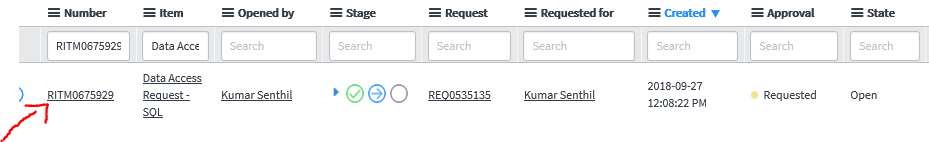 Number Item Opened by Stage Request Requested for Created Approval State
RITM0675929 Data Acce Search Search Search Search Search Search Search
RITM0675929 Data Access Request - SQL Kumar Senthil REQ0535135 Kumar Senthil 2018-09-27 12:08:22 PM Requested Open